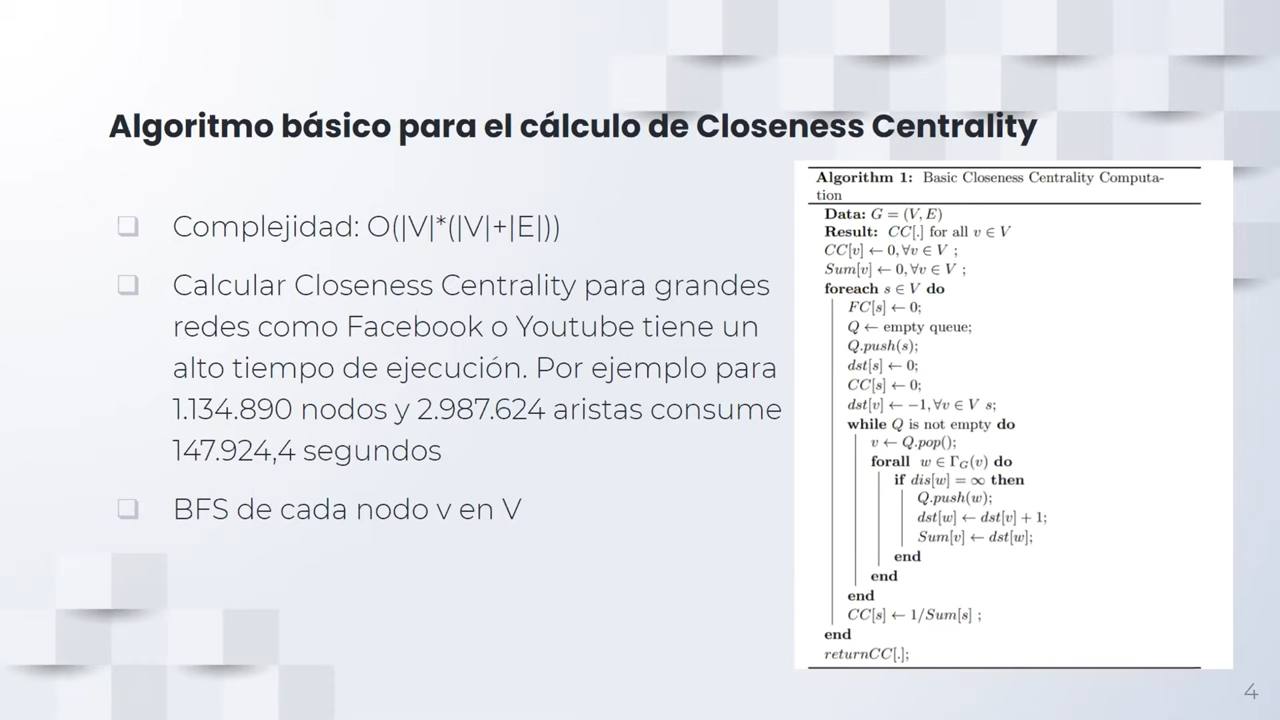 Algoritmo básico para el cálculo de Closeness Centrality
❑ Complejidad: O(|V|*(|V|+|E|))
❑ Calcular Closeness Centrality para grandes
redes como Facebook o Youtube tiene un
alto tiempo de ejecución. Por ejemplo para
1.134.890 nodos y 2.987.624 aristas consume
147.924,4 segundos
❑ BFS de cada nodo v en V
Algorithm 1: Basic Closeness Centrality Computa-
tion
Data: G = (V, E)
Result: CC[.] for all v ∈ V
CC[v] ← 0, ∀v ∈ V ;
Sum[v] ← 0, ∀v ∈ V ;
foreach s ∈ V do
FC[s] ← 0;
Q ← empty queue;
Q.push(s);
dst[s] ← 0;
CC[s] ← 0;
dst[v] ← −1, ∀v ∈ V s;
while Q is not empty do
v ← Q.pop();
forall w ∈ Γ_G(v) do
if dis[w] = ∞ then
Q.push(w);
dst[w] ← dst[v] + 1;
Sum[v] ← dst[w];
end
end
end
CC[s] ← 1/Sum[s] ;
end
returnCC[.];
4